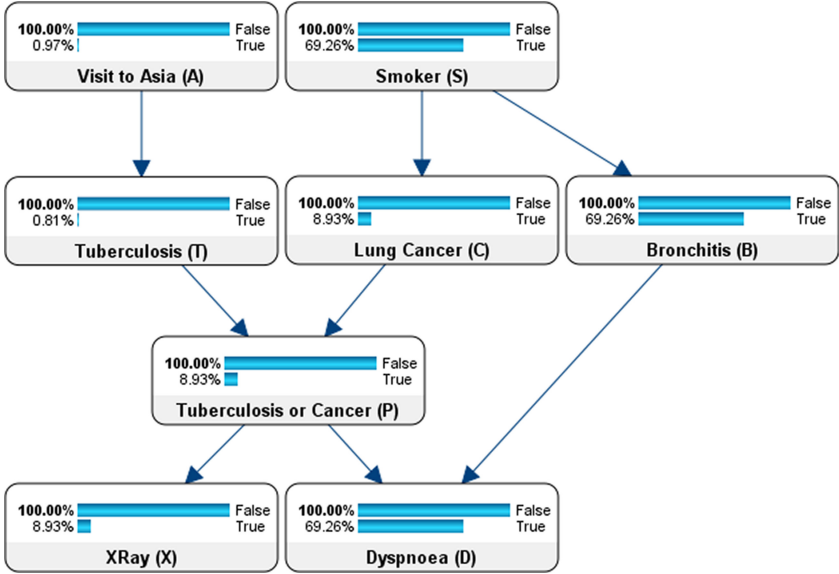 100.00% False
0.97% True
Visit to Asia (A)
100.00% False
69.26% True
Smoker (S)
100.00% False
0.81% True
Tuberculosis (T)
100.00% False
8.93% True
Lung Cancer (C)
100.00% False
69.26% True
Bronchitis (B)
100.00% False
8.93% True
Tuberculosis or Cancer (P)
100.00% False
8.93% True
XRay (X)
100.00% False
69.26% True
Dyspnoea (D)